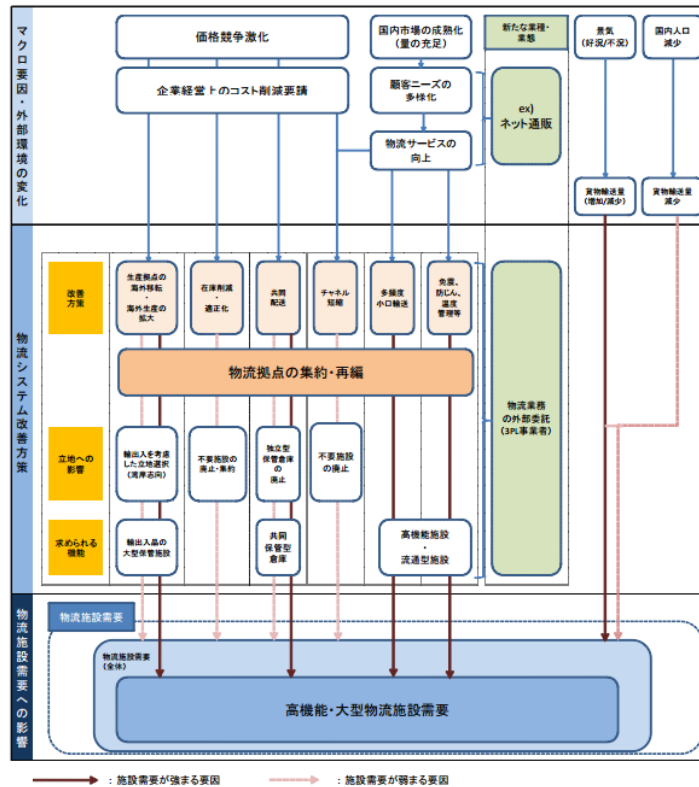 マクロ要因・外部環境の変化
価格競争激化
国内市場の成熟化
(量の充足)
新たな業種・
業態
景気
(好況/不況)
国内人口
減少
企業経営上のコスト削減要請
顧客ニーズの
多様化
ex)
ネット通販
物流サービスの
向上
貨物輸送量
(増加/減少)
貨物輸送量
減少
物流システム改善方策
改善
方策
生産拠点の
海外移転
・
海外生産の
拡大
在庫削減
・
適正化
共同
配送
チャネル
短縮
多頻度
小口輸送
免震、
防じん、
温度
管理等
物流拠点の集約・再編
物流業務
の外部委託
(3PL事業者)
立地への
影響
輸出入を考慮
した立地選択
(湾岸志向)
不要施設の
廃止・集約
独立型
保管倉庫
の
廃止
不要施設
の廃止
求められる
機能
輸出入品の
大型保管施設
共同
保管型
倉庫
高機能施設
・
流通型施設
物流施設需要への影響
物流施設需要
物流施設需要
(全体)
高機能・大型物流施設需要
：施設需要が強まる要因
：施設需要が弱まる要因